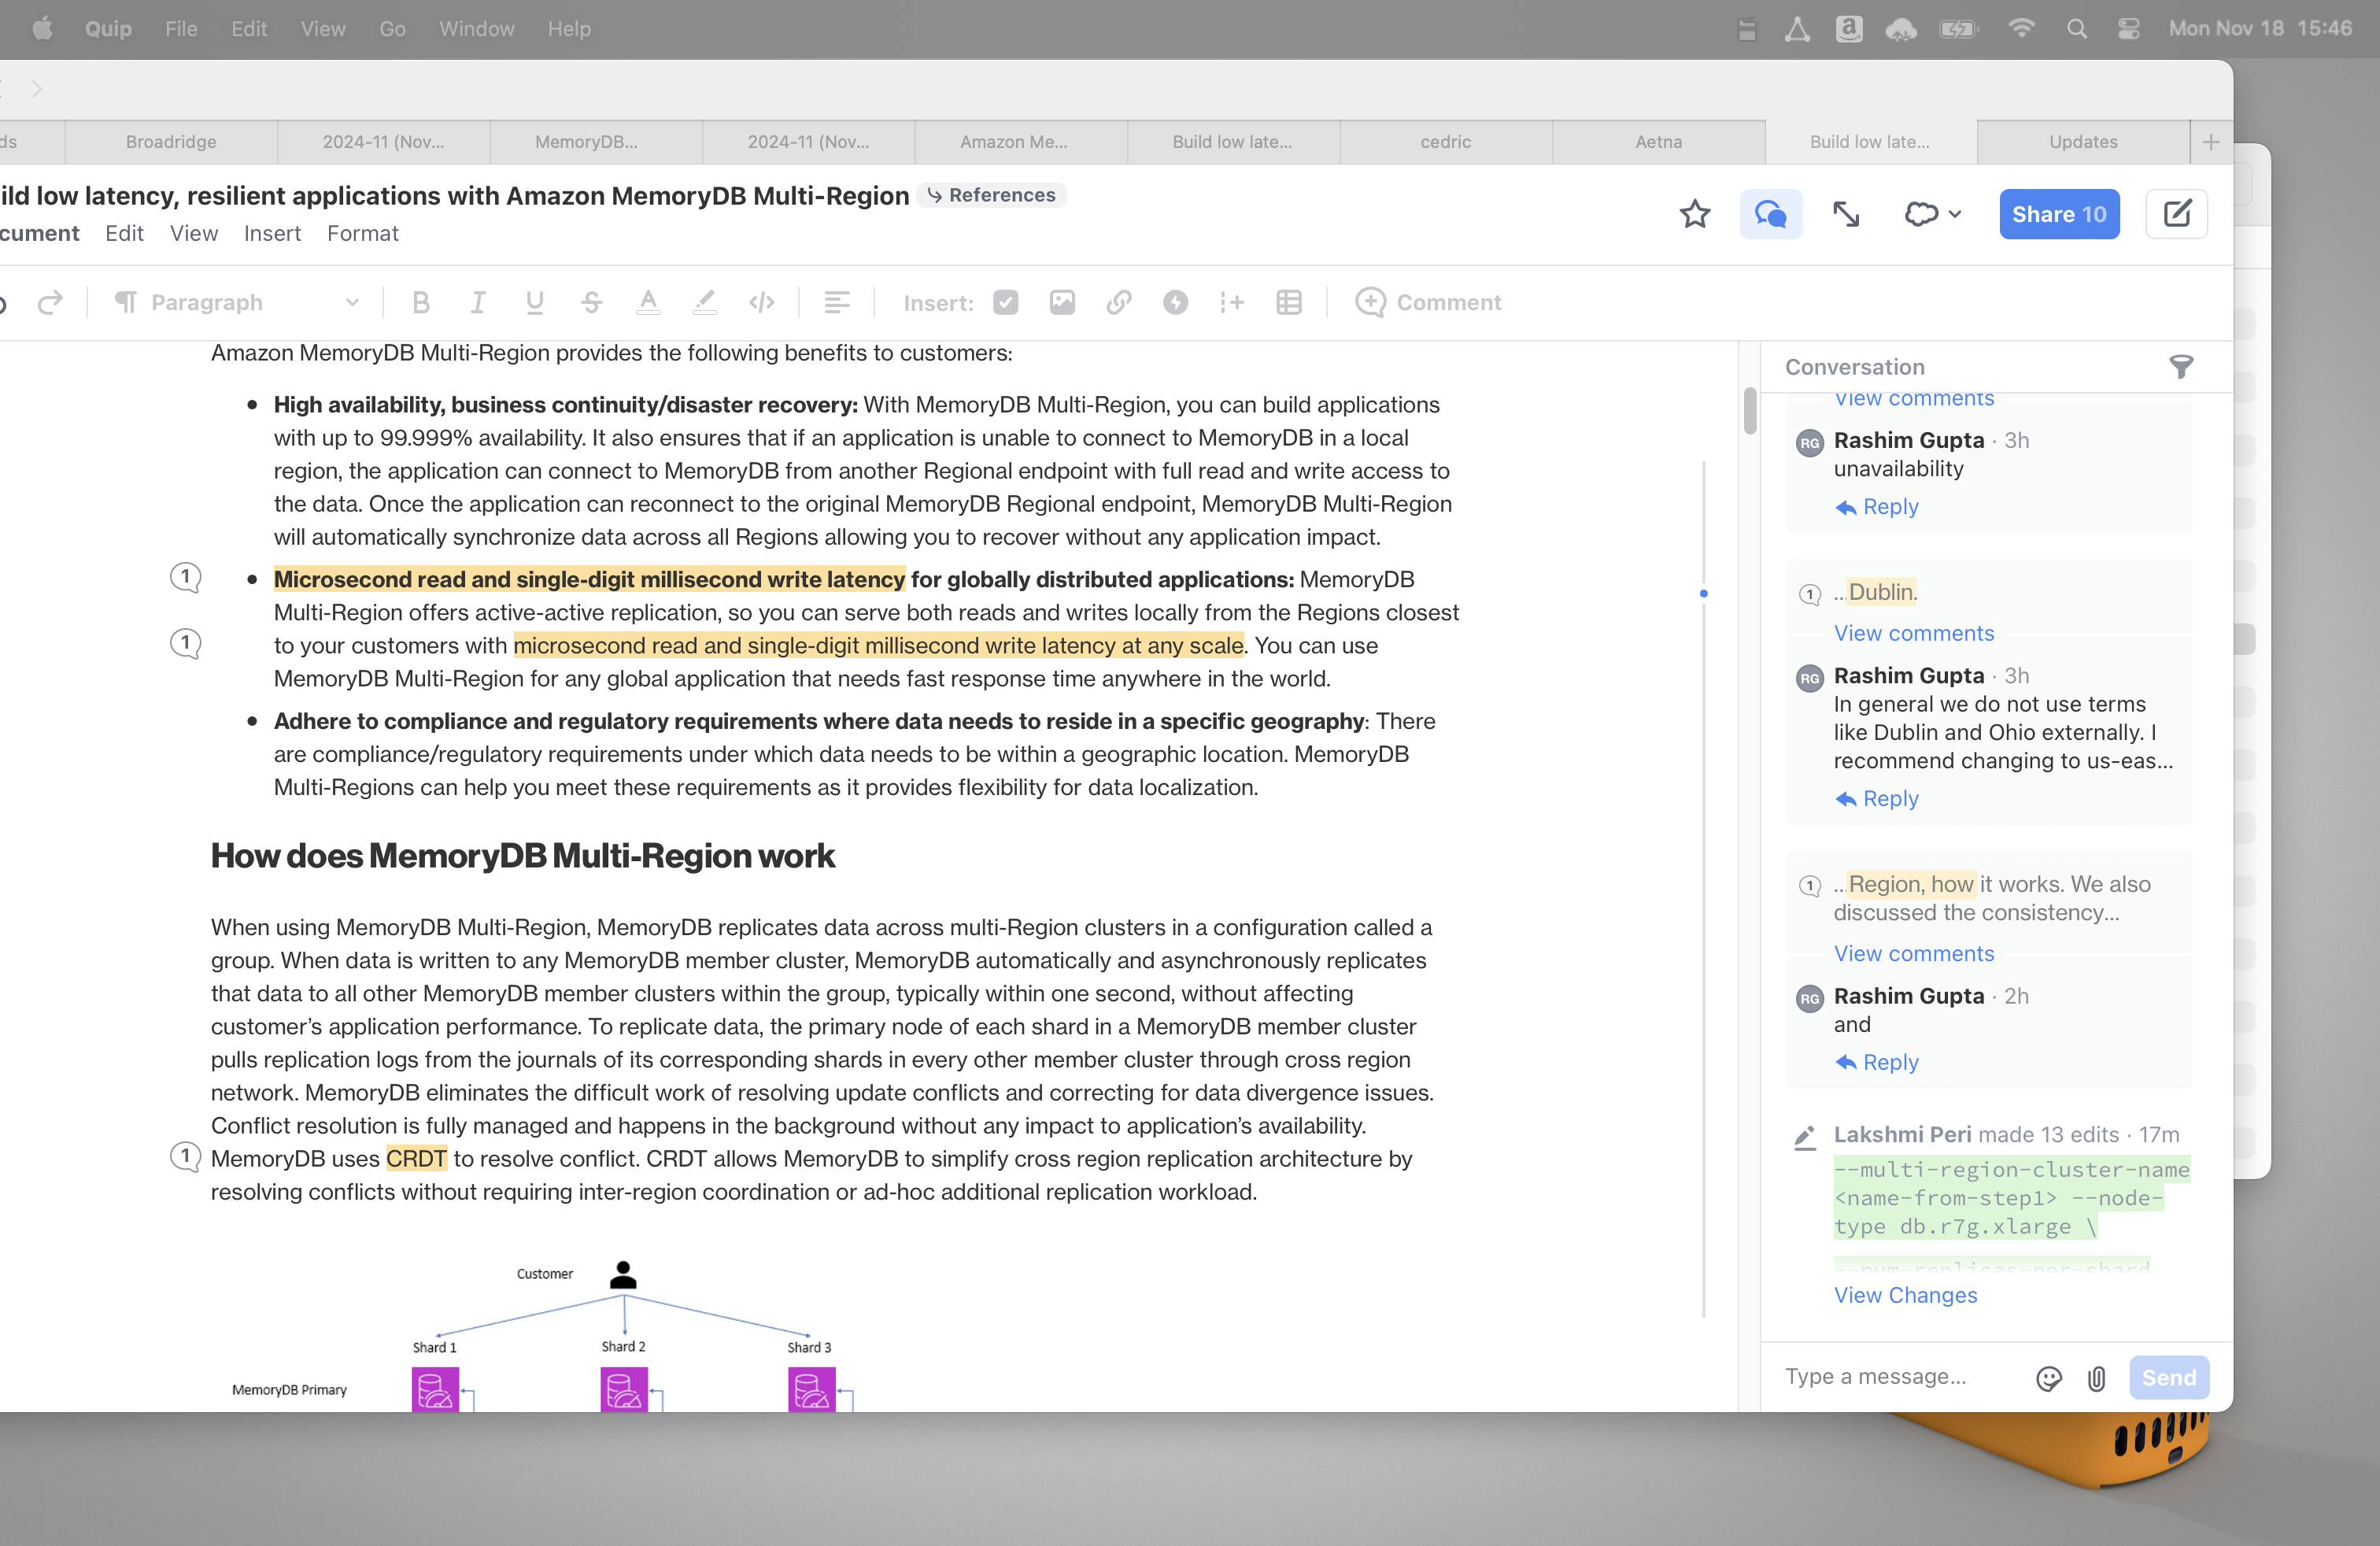 Quip File Edit View Go Window Help
Mon Nov 18 15:46
ds Broadridge 2024-11 (Nov... MemoryDB... 2024-11 (Nov... Amazon Me... Build low late... cedric Aetna Build low late... Updates
ild low latency, resilient applications with Amazon MemoryDB Multi-Region References
cument Edit View Insert Format
Share 10
Paragraph
B I U S A </> Insert: Comment
Amazon MemoryDB Multi-Region provides the following benefits to customers:
• High availability, business continuity/disaster recovery: With MemoryDB Multi-Region, you can build applications
with up to 99.999% availability. It also ensures that if an application is unable to connect to MemoryDB in a local
region, the application can connect to MemoryDB from another Regional endpoint with full read and write access to
the data. Once the application can reconnect to the original MemoryDB Regional endpoint, MemoryDB Multi-Region
will automatically synchronize data across all Regions allowing you to recover without any application impact.
1
• Microsecond read and single-digit millisecond write latency for globally distributed applications: MemoryDB
Multi-Region offers active-active replication, so you can serve both reads and writes locally from the Regions closest
1
to your customers with microsecond read and single-digit millisecond write latency at any scale. You can use
MemoryDB Multi-Region for any global application that needs fast response time anywhere in the world.
• Adhere to compliance and regulatory requirements where data needs to reside in a specific geography: There
are compliance/regulatory requirements under which data needs to be within a geographic location. MemoryDB
Multi-Regions can help you meet these requirements as it provides flexibility for data localization.
How does MemoryDB Multi-Region work
When using MemoryDB Multi-Region, MemoryDB replicates data across multi-Region clusters in a configuration called a
group. When data is written to any MemoryDB member cluster, MemoryDB automatically and asynchronously replicates
that data to all other MemoryDB member clusters within the group, typically within one second, without affecting
customer’s application performance. To replicate data, the primary node of each shard in a MemoryDB member cluster
pulls replication logs from the journals of its corresponding shards in every other member cluster through cross region
network. MemoryDB eliminates the difficult work of resolving update conflicts and correcting for data divergence issues.
Conflict resolution is fully managed and happens in the background without any impact to application’s availability.
1
MemoryDB uses CRDT to resolve conflict. CRDT allows MemoryDB to simplify cross region replication architecture by
resolving conflicts without requiring inter-region coordination or ad-hoc additional replication workload.
Customer
Shard 1 Shard 2 Shard 3
MemoryDB Primary
Conversation
View comments
RG Rashim Gupta · 3h
unavailability
Reply
1 ...Dublin.
View comments
RG Rashim Gupta · 3h
In general we do not use terms
like Dublin and Ohio externally. I
recommend changing to us-eas...
Reply
1 ...Region, how it works. We also
discussed the consistency...
View comments
RG Rashim Gupta · 2h
and
Reply
Lakshmi Peri made 13 edits · 17m
--multi-region-cluster-name
<name-from-step1> --node-
type db.r7g.xlarge \
--num-replicas-per-shard
View Changes
Type a message...
Send